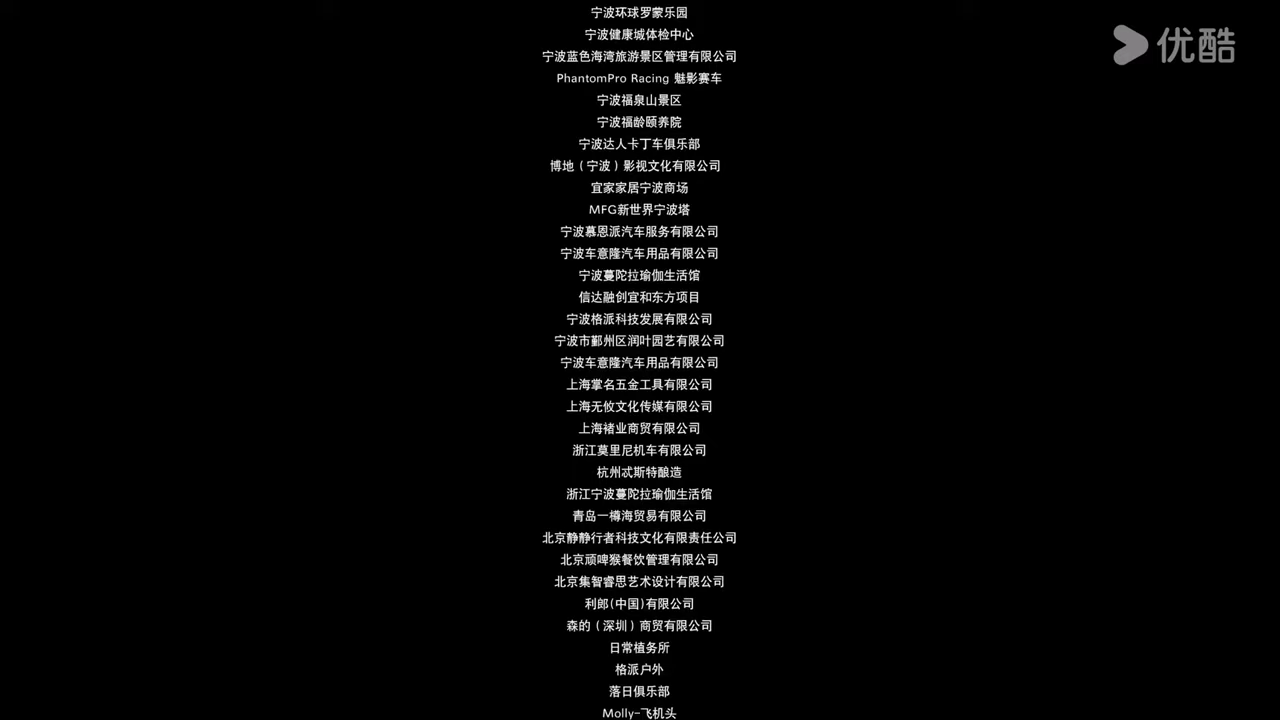 宁波环球罗蒙乐园
优酷
宁波健康城体检中心
宁波蓝色海湾旅游景区管理有限公司
PhantomPro Racing 魅影赛车
宁波福泉山景区
宁波福龄颐养院
宁波达人卡丁车俱乐部
博地（宁波）影视文化有限公司
宜家家居宁波商场
MFG新世界宁波塔
宁波慕恩派汽车服务有限公司
宁波车意隆汽车用品有限公司
宁波蔓陀拉瑜伽生活馆
信达融创宜和东方项目
宁波格派科技发展有限公司
宁波市鄞州区润叶园艺有限公司
宁波车意隆汽车用品有限公司
上海掌名五金工具有限公司
上海无攸文化传媒有限公司
上海褚业商贸有限公司
浙江莫里尼机车有限公司
杭州忒斯特酿造
浙江宁波蔓陀拉瑜伽生活馆
青岛一樽海贸易有限公司
北京静静行者科技文化有限责任公司
北京顽啤猴餐饮管理有限公司
北京集智睿思艺术设计有限公司
利郎(中国)有限公司
森的（深圳）商贸有限公司
日常植务所
格派户外
落日俱乐部
Molly-飞机头